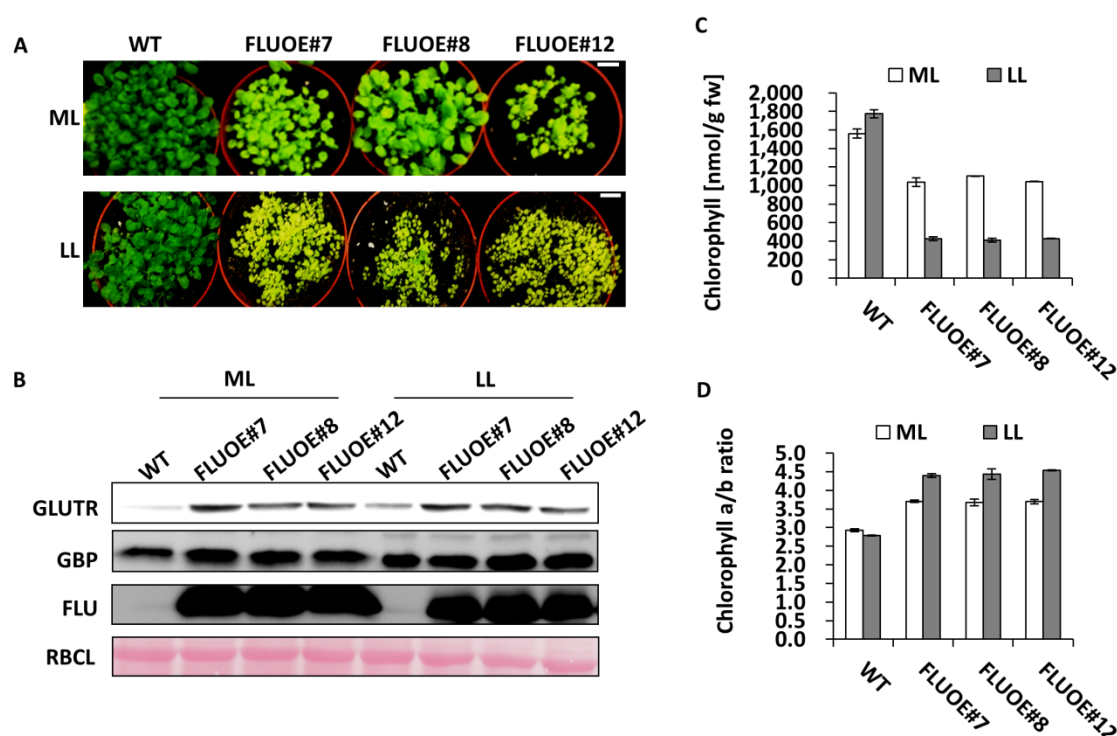 A
WT FLUOE#7 FLUOE#8 FLUOE#12
ML
LL
B
ML LL
WT FLUOE#7 FLUOE#8 FLUOE#12 WT FLUOE#7 FLUOE#8 FLUOE#12
GLUTR
GBP
FLU
RBCL
C
ML LL
Chlorophyll [nmol/g fw]
2,000
1,800
1,600
1,400
1,200
1,000
800
600
400
200
0
WT FLUOE#7 FLUOE#8 FLUOE#12
D
ML LL
Chlorophyll a/b ratio
5.0
4.5
4.0
3.5
3.0
2.5
2.0
1.5
1.0
0.5
0.0
WT FLUOE#7 FLUOE#8 FLUOE#12